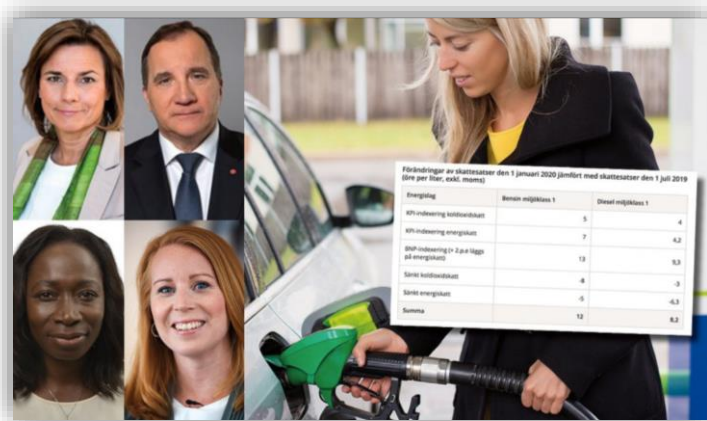 Förändringar av skattesatser den 1 januari 2020 jämfört med skattesatser den 1 juli 2019
(öre per liter, exkl. moms)
Energislag Bensin miljöklass 1 Diesel miljöklass 1
KPI-indexering koldioxidskatt 5 4
KPI-indexering energiskatt 7 4,2
BNP-indexering (+ 2.p.e läggs
på energiskatt) 13 9,3
Sänkt koldioxidskatt -8 -3
Sänkt energiskatt -5 -6,3
Summa 12 8,2